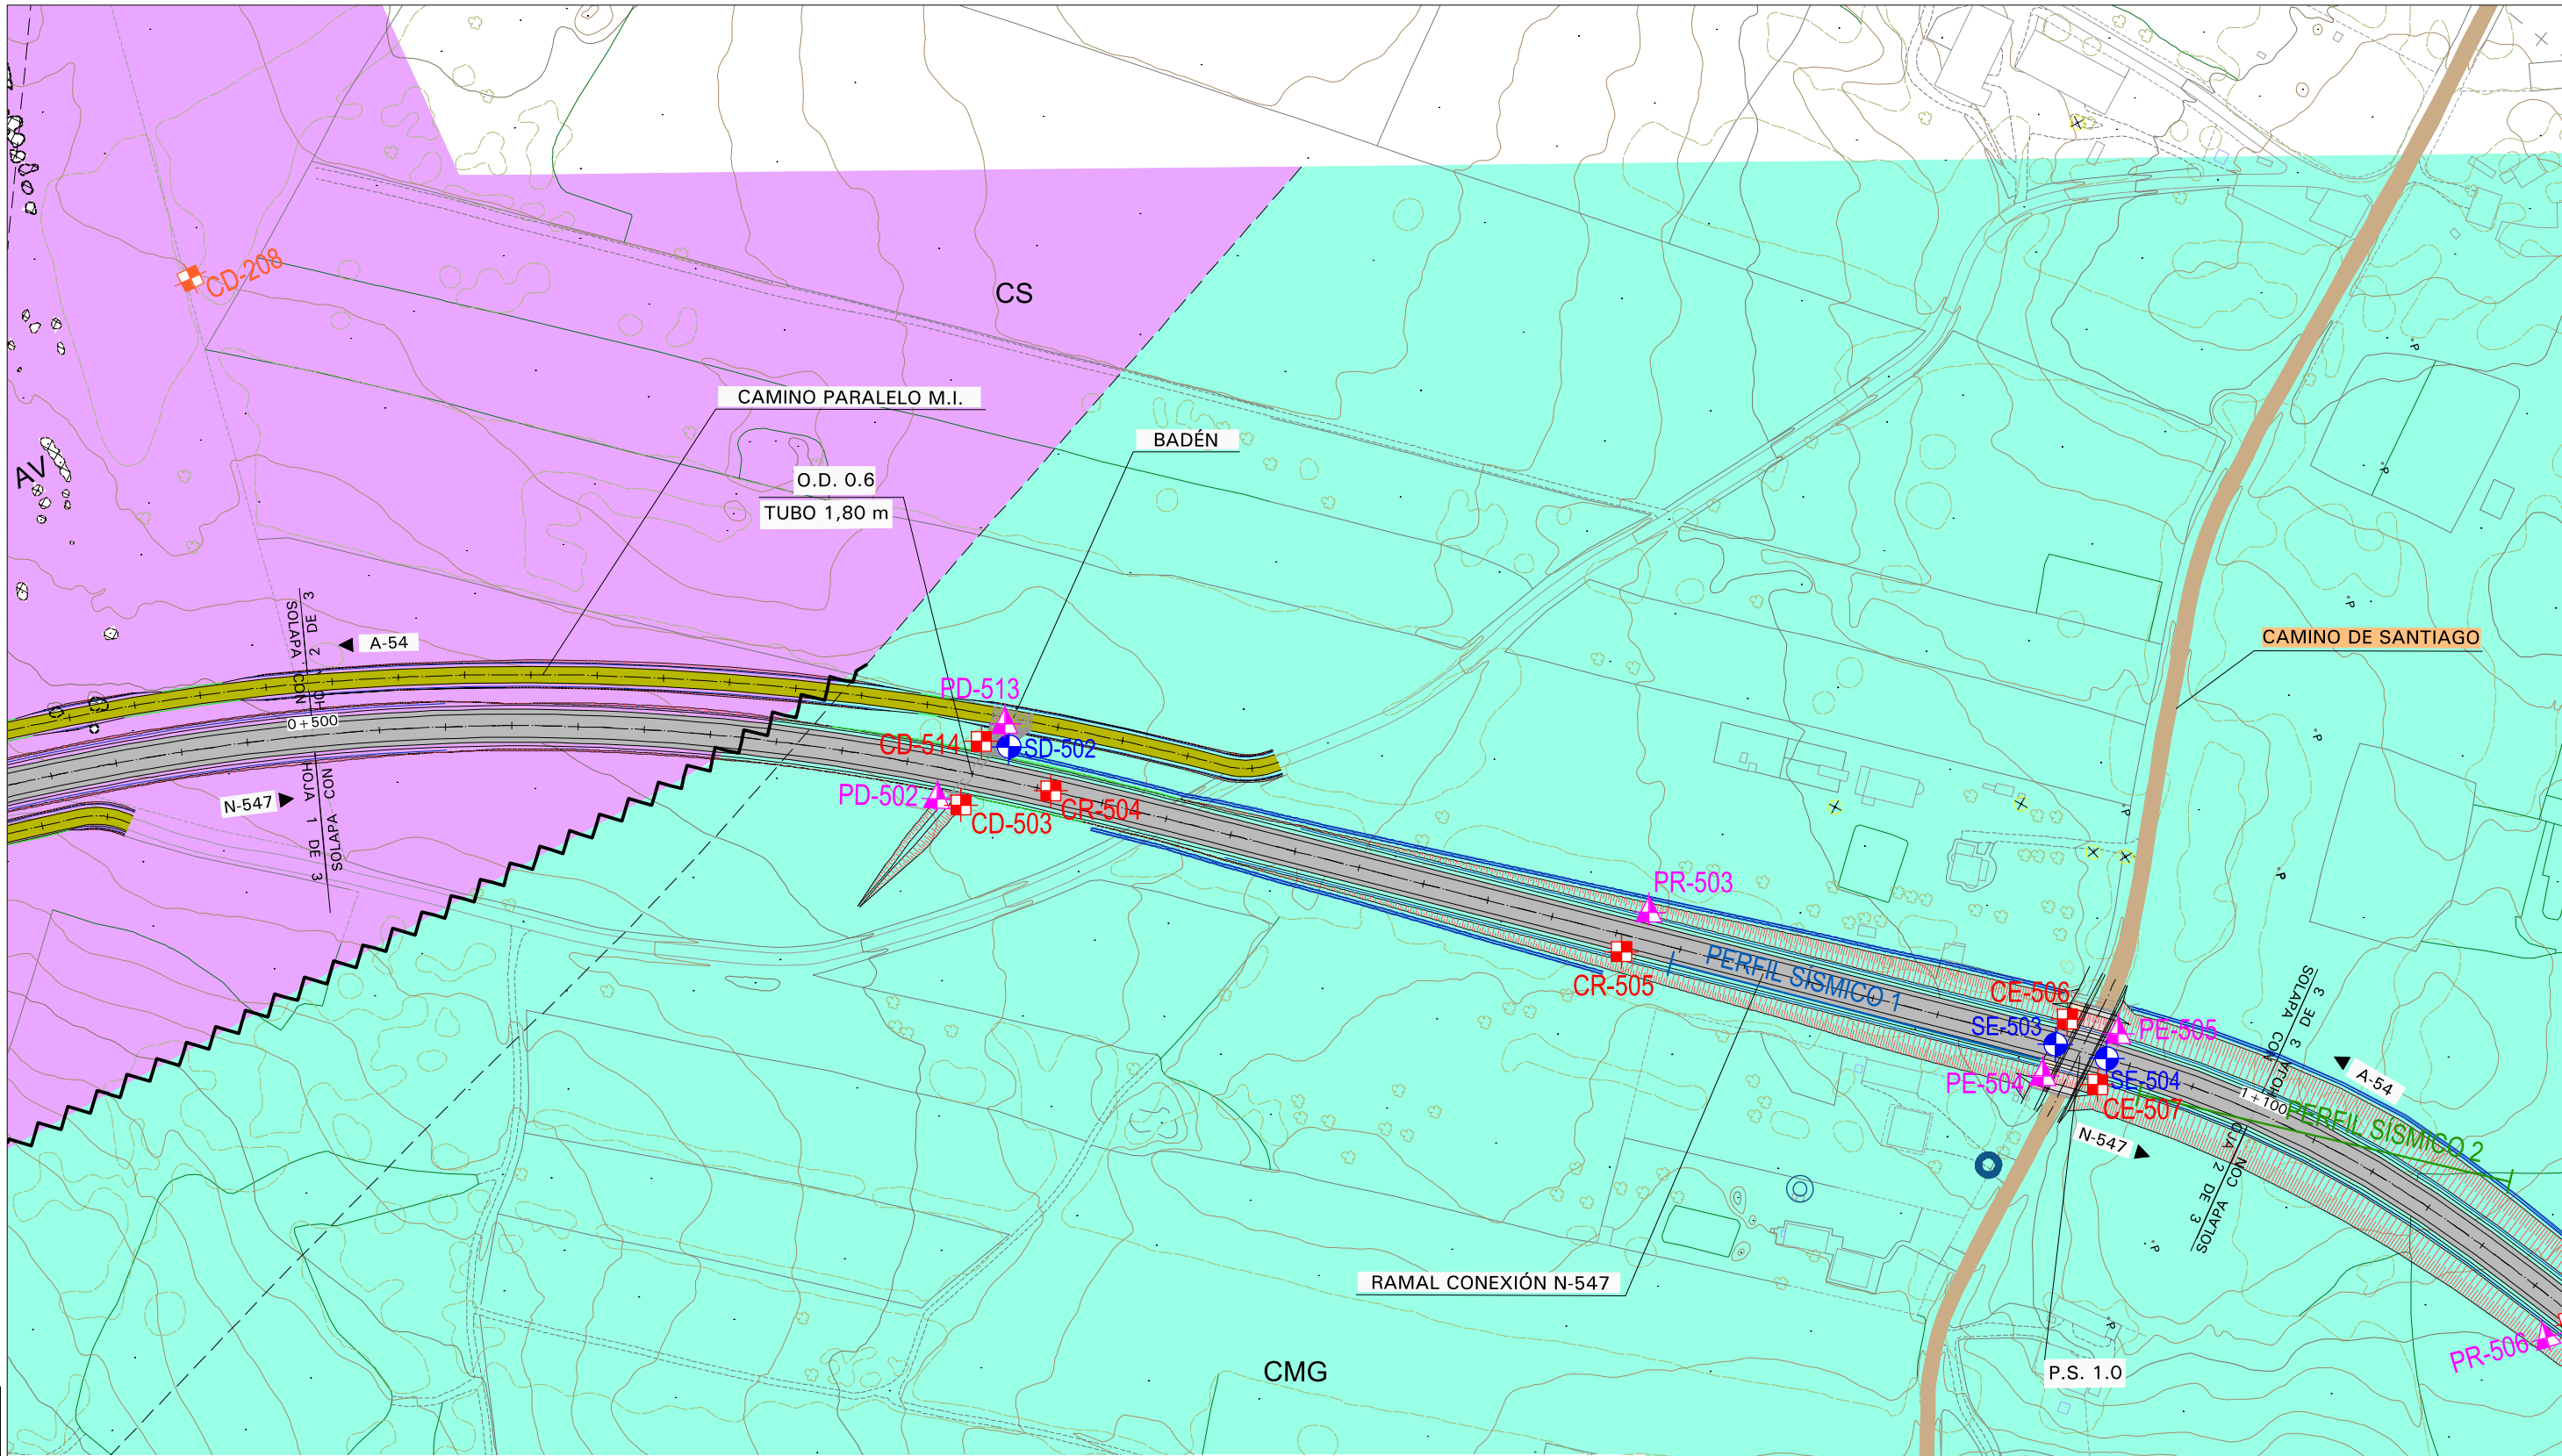 CD-208
CS
CAMINO PARALELO M.I.
BADÉN
O.D. 0.6
TUBO 1,80 m
AV
SOLAPA CON
HOJA 2 DE 3
A-54
CAMINO DE SANTIAGO
PD-513
0+500
CD-514
SD-502
N-547
PD-502
CD-503
CR-504
HOJA 1 DE 3
SOLAPA CON
PR-503
PERFIL SÍSMICO 1
CR-505
CE-506
SE-503
PE-505
SOLAPA CON
HOJA 3 DE 3
PE-504
SE-504
A-54
1+100
CE-507
PERFIL SÍSMICO 2
N-547
HOJA 2 DE 3
SOLAPA CON
RAMAL CONEXIÓN N-547
PR-506
CMG
P.S. 1.0
P
P
P
P
P
P
P
P